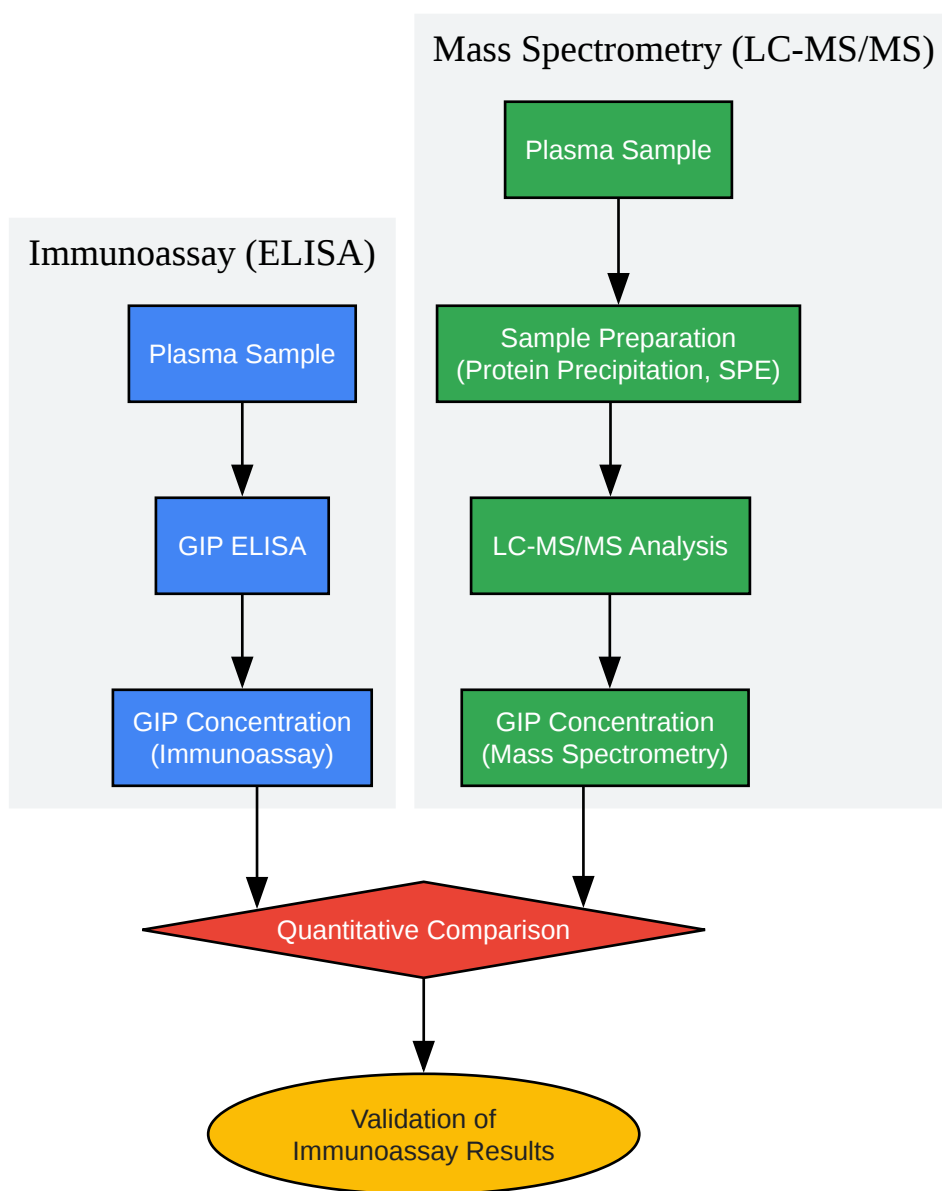 Mass Spectrometry (LC-MS/MS)
Plasma Sample
Sample Preparation
(Protein Precipitation, SPE)
LC-MS/MS Analysis
GIP Concentration
(Mass Spectrometry)
Immunoassay (ELISA)
Plasma Sample
GIP ELISA
GIP Concentration
(Immunoassay)
Quantitative Comparison
Validation of
Immunoassay Results